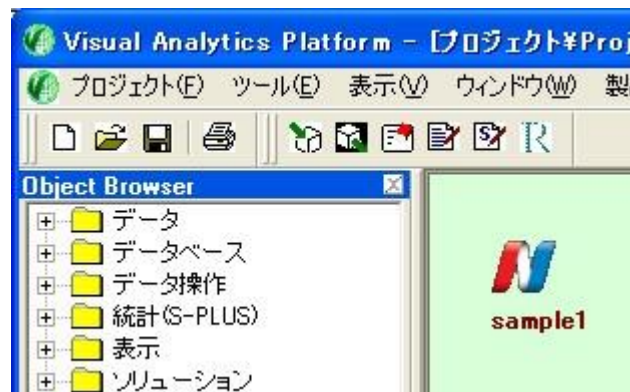 Visual Analytics Platform - [プロジェクト¥Proj
プロジェクト(F) ツール(E) 表示(V) ウィンドウ(W) 製
Object Browser
データ
データベース
データ操作
統計(S-PLUS)
表示
ソリューション
sample1